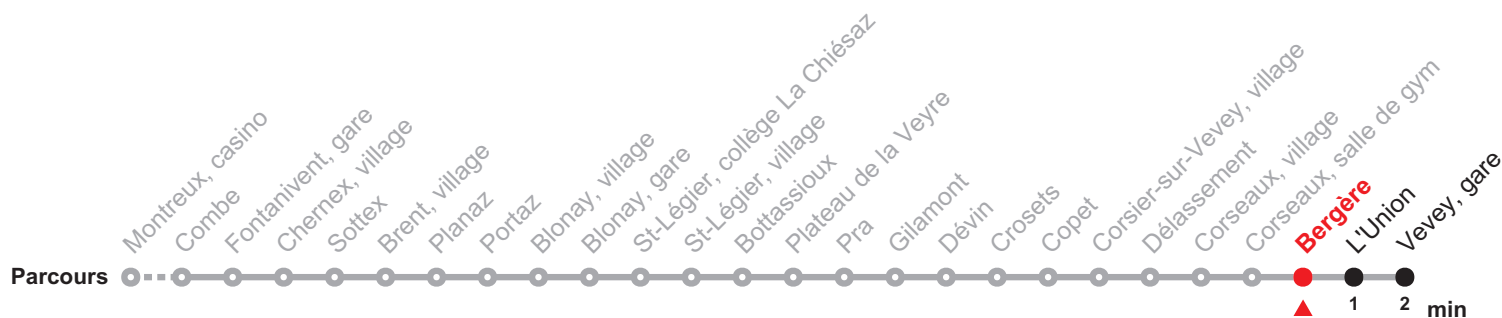 Montreux, casino
Combe
Fontanivent, gare
Chernex, village
Sottex
Brent, village
Planaz
Portaz
Blonay, village
Blonay, gare
St-Légier, collège La Chiésaz
St-Légier, village
Bottassioux
Plateau de la Veyre
Pra
Gilamont
Dévin
Crosets
Copet
Corsier-sur-Vevey, village
Délassement
Corseaux, village
Corseaux, salle de gym
Bergère
L'Union
Vevey, gare
Parcours
1 2 min